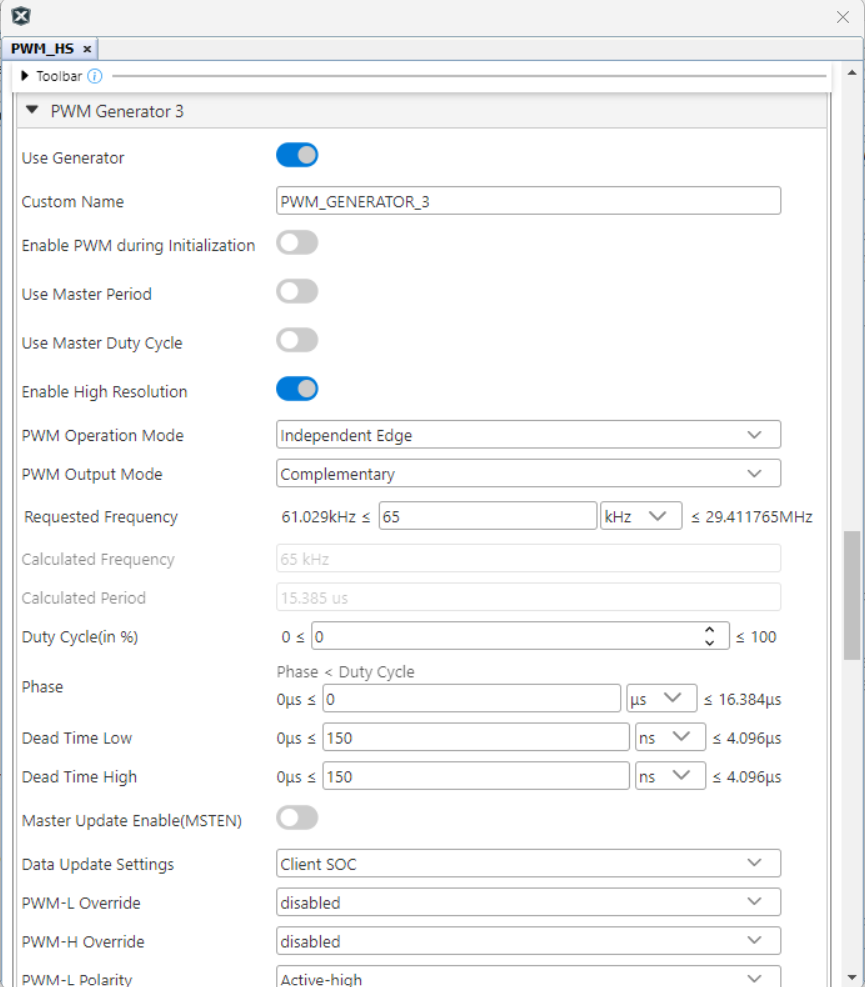 PWM_HS ×
Toolbar
PWM Generator 3
Use Generator
Custom Name PWM_GENERATOR_3
Enable PWM during Initialization
Use Master Period
Use Master Duty Cycle
Enable High Resolution
PWM Operation Mode Independent Edge
PWM Output Mode Complementary
Requested Frequency 61.029kHz ≤ 65 kHz ≤ 29.411765MHz
Calculated Frequency 65 kHz
Calculated Period 15.385 us
Duty Cycle(in %) 0 ≤ 0 ≤ 100
Phase < Duty Cycle
Phase 0µs ≤ 0 µs ≤ 16.384µs
Dead Time Low 0µs ≤ 150 ns ≤ 4.096µs
Dead Time High 0µs ≤ 150 ns ≤ 4.096µs
Master Update Enable(MSTEN)
Data Update Settings Client SOC
PWM-L Override disabled
PWM-H Override disabled
PWM-L Polarity Active-high